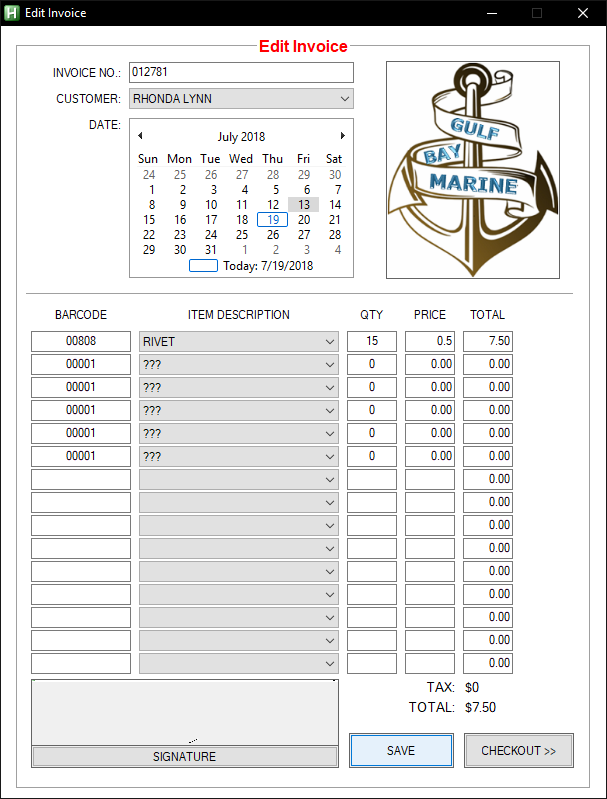 Edit Invoice
Edit Invoice
INVOICE NO.: 012781
CUSTOMER: RHONDA LYNN
DATE:
July 2018
Sun Mon Tue Wed Thu Fri Sat
24 25 26 27 28 29 30
1 2 3 4 5 6 7
8 9 10 11 12 13 14
15 16 17 18 19 20 21
22 23 24 25 26 27 28
29 30 31 1 2 3 4
Today: 7/19/2018
GULF
BAY
MARINE
BARCODE ITEM DESCRIPTION QTY PRICE TOTAL
00808 RIVET 15 0.5 7.50
00001 ??? 0 0.00 0.00
00001 ??? 0 0.00 0.00
00001 ??? 0 0.00 0.00
00001 ??? 0 0.00 0.00
00001 ??? 0 0.00 0.00
0.00
0.00
0.00
0.00
0.00
0.00
0.00
0.00
0.00
TAX: $0
TOTAL: $7.50
SIGNATURE
SAVE
CHECKOUT >>